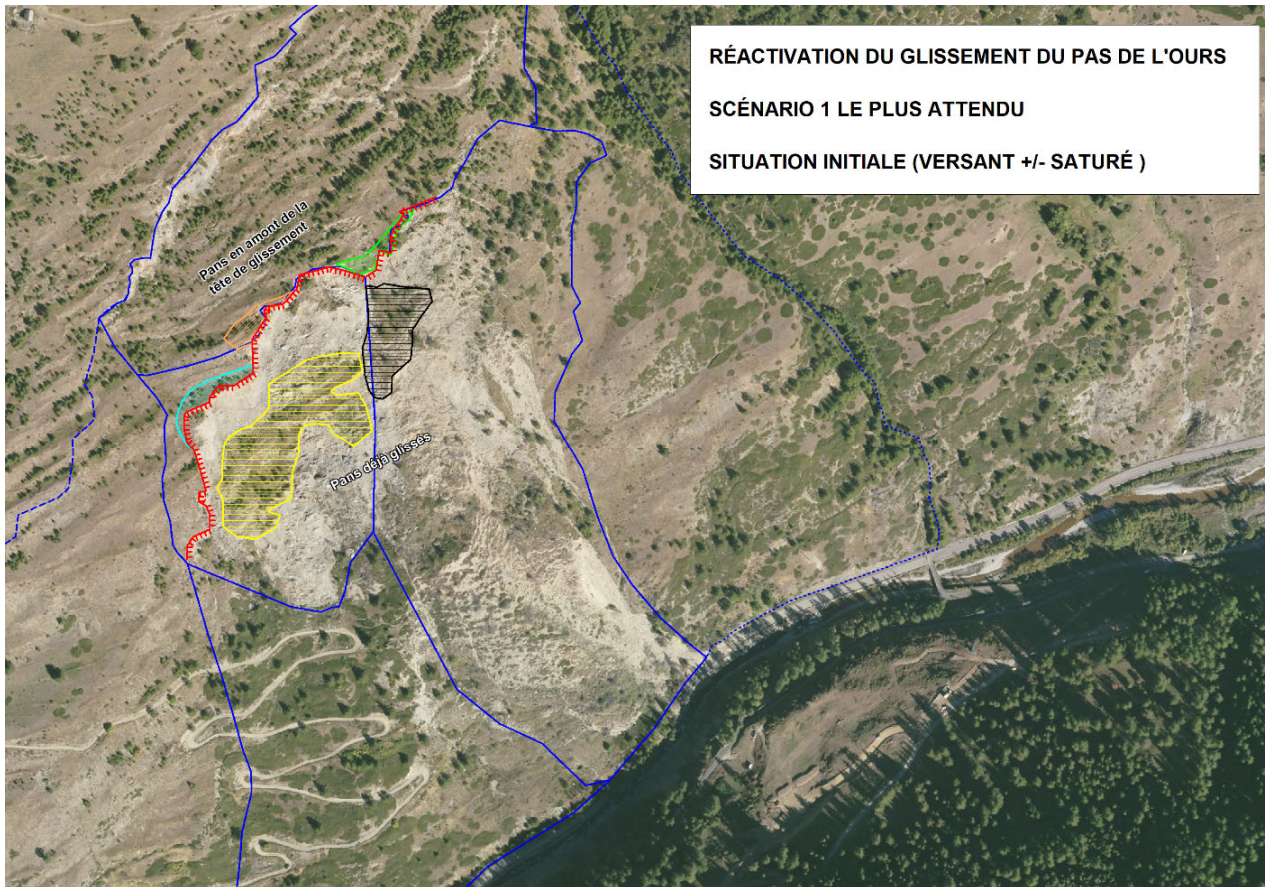 RÉACTIVATION DU GLISSEMENT DU PAS DE L'OURS
SCÉNARIO 1 LE PLUS ATTENDU
SITUATION INITIALE (VERSANT +/- SATURÉ )
Pans en amont de la
tête de glissement
Pans déjà glissés